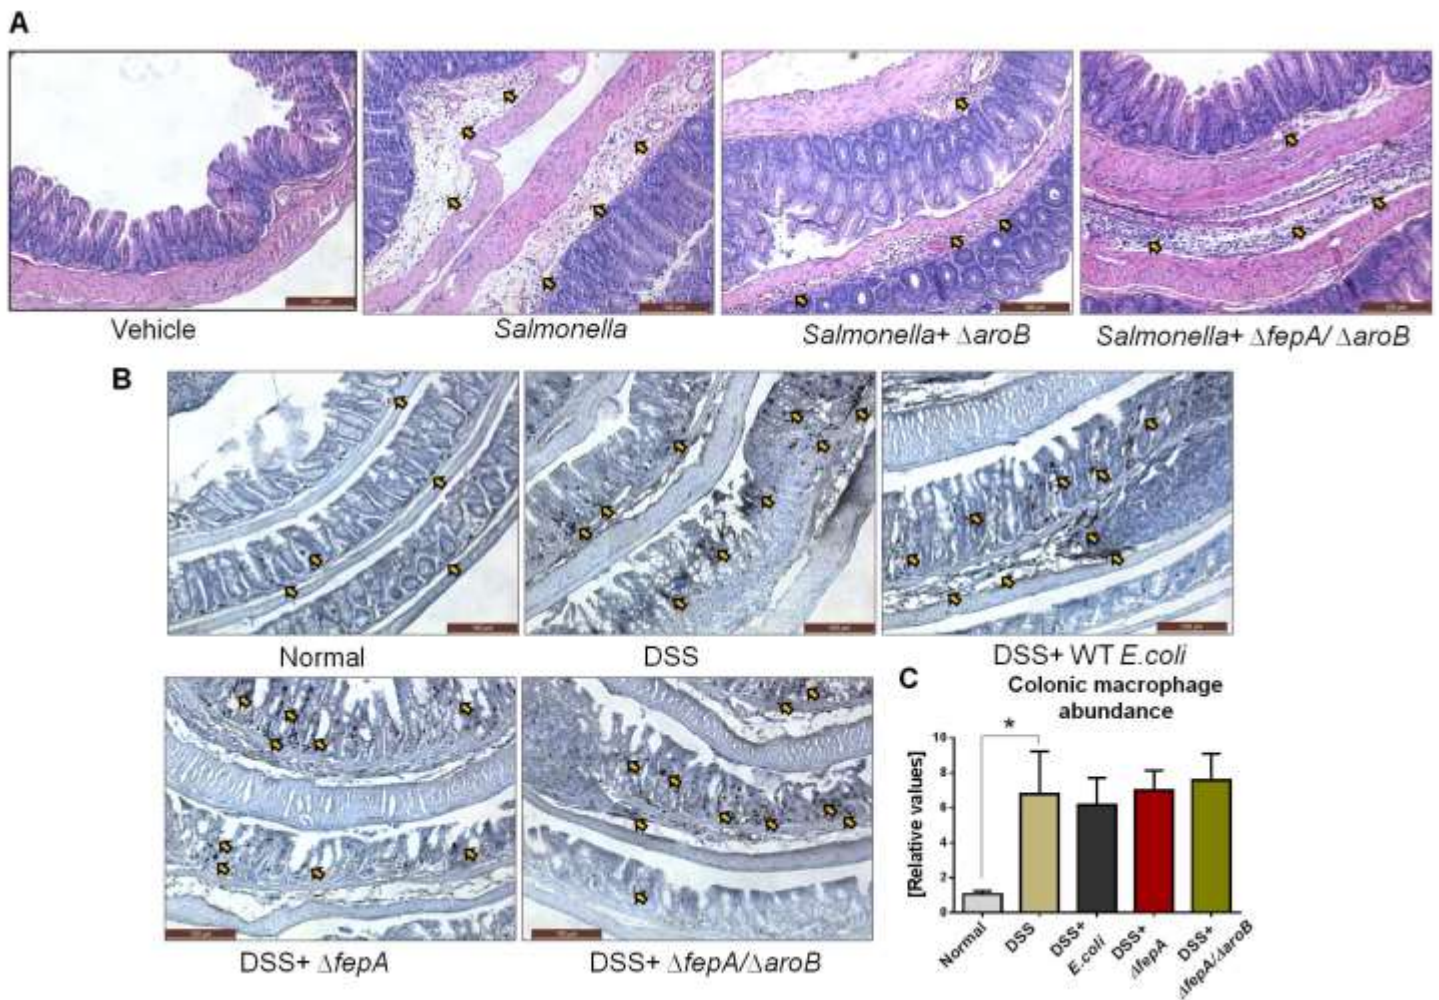 A
Vehicle
Salmonella
Salmonella+ ΔaroB
Salmonella+ ΔfepA/ ΔaroB
B
Normal
DSS
DSS+ WT E.coli
DSS+ ΔfepA
DSS+ ΔfepA/ΔaroB
C
Colonic macrophage
abundance
[Relative values]
10
8
6
4
2
0
*
Normal
DSS
DSS+
E.coli
DSS+
ΔfepA
DSS+
ΔfepA/ΔaroB